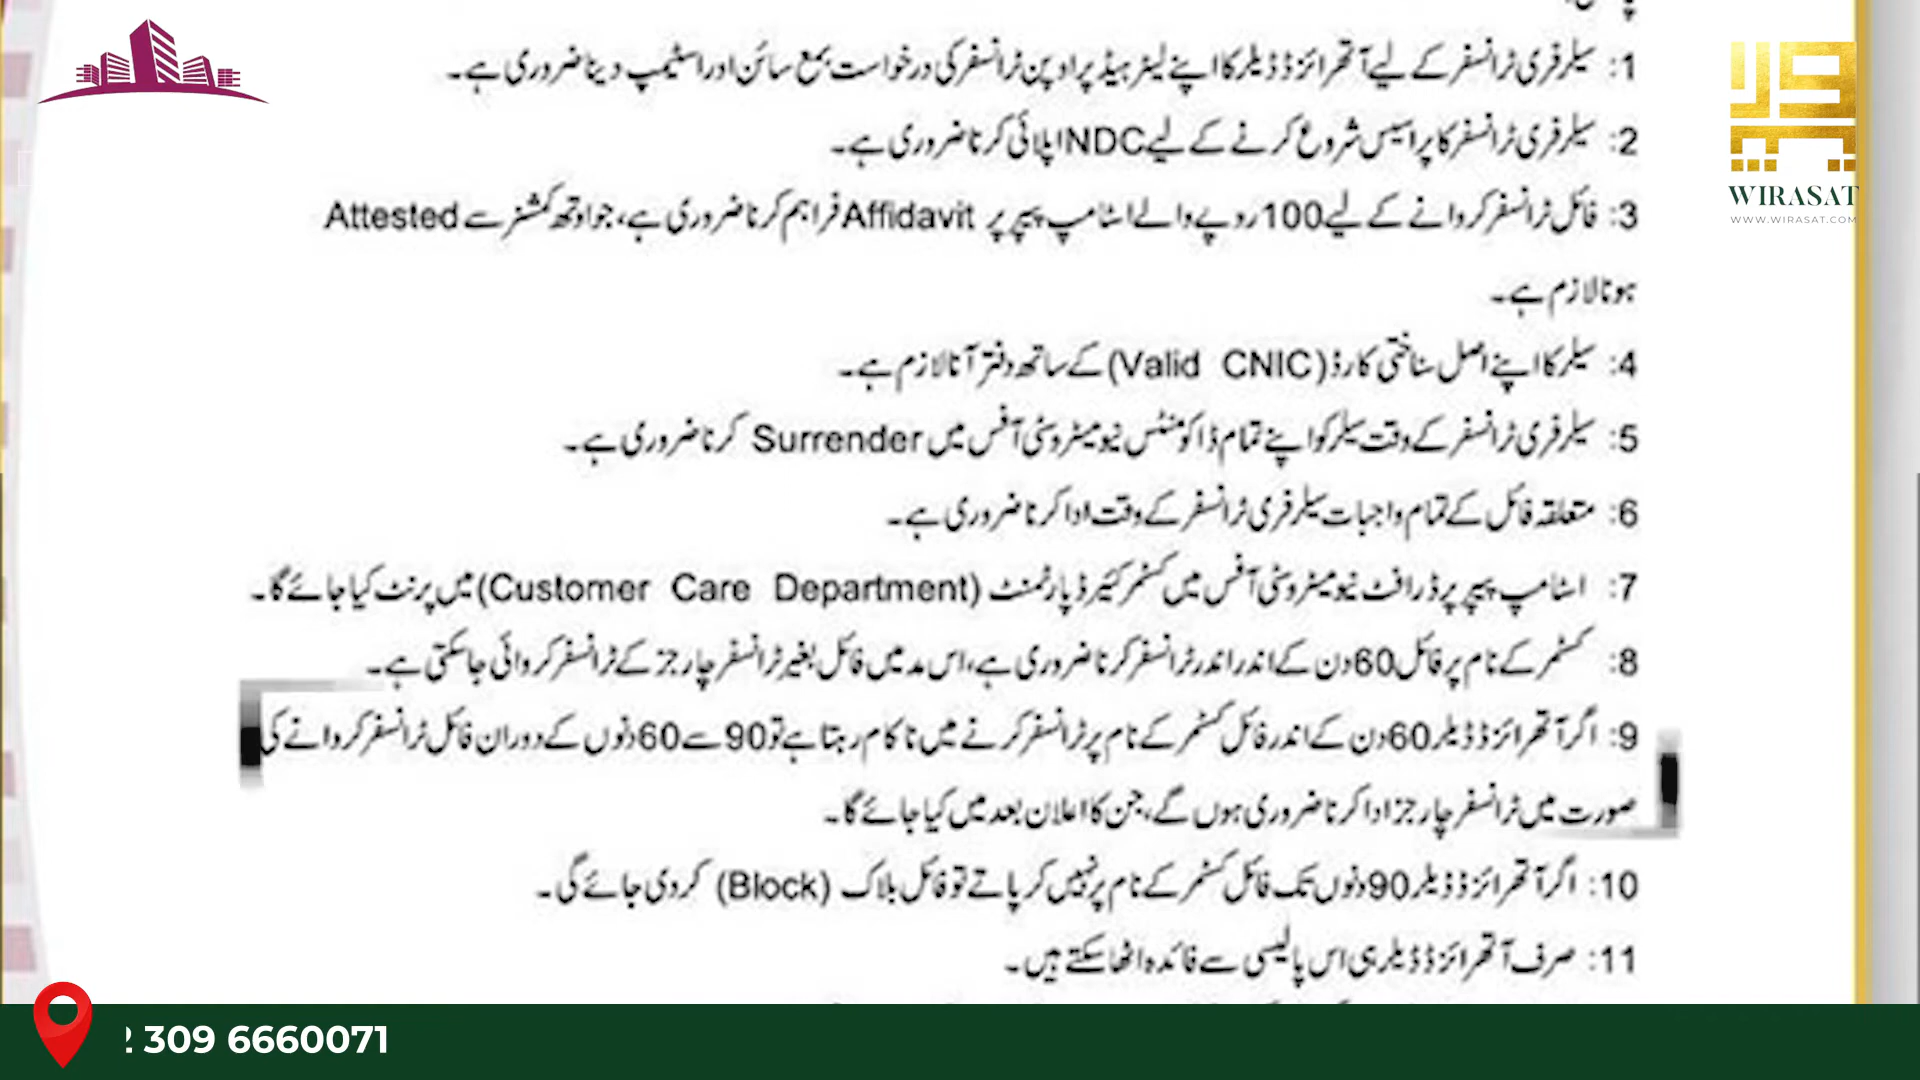 1: سیلر فری ٹرانسفر کے لیے آتھرائزڈ ڈیلر کا اپنے لیٹر ہیڈ پر اوپن ٹرانسفر کی درخواست بمع سائن اور اسٹیمپ دینا ضروری ہے۔
2: سیلر فری ٹرانسفر کا پراسیس شروع کرنے کے لیے NDC اپلائی کرنا ضروری ہے۔
3: فائل ٹرانسفر کروانے کے لیے 100 روپے والے اسٹامپ پیپر پر Affidavit فراہم کرنا ضروری ہے، جو اوتھ کمشنر سے Attested
ہونا لازم ہے۔
4: سیلر کا اپنے اصل شناختی کارڈ (Valid CNIC) کے ساتھ دفتر آنا لازم ہے۔
5: سیلر فری ٹرانسفر کے وقت سیلر کو اپنے تمام ڈاکومنٹس نیو میٹرو سٹی آفس میں Surrender کرنا ضروری ہے۔
6: متعلقہ فائل کے تمام واجبات سیلر فری ٹرانسفر کے وقت ادا کرنا ضروری ہے۔
7: اسٹامپ پیپر پر ڈرافٹ نیو میٹرو سٹی آفس میں کسٹمر کئیر ڈپارٹمنٹ (Customer Care Department) میں پرنٹ کیا جائے گا۔
8: کسٹمر کے نام پر فائل 60 دن کے اندر اندر ٹرانسفر کرنا ضروری ہے، اس مد میں فائل بغیر ٹرانسفر چارجز کے ٹرانسفر کروائی جاسکتی ہے۔
9: اگر آتھرائزڈ ڈیلر 60 دن کے اندر فائل کسٹمر کے نام پر ٹرانسفر کرنے میں ناکام رہتا ہے تو 90 سے 60 دنوں کے دوران فائل ٹرانسفر کروانے کی
صورت میں ٹرانسفر چارجز ادا کرنا ضروری ہوں گے، جن کا اعلان بعد میں کیا جائے گا۔
10: اگر آتھرائزڈ ڈیلر 90 دنوں تک فائل کسٹمر کے نام پر نہیں کر پاتے تو فائل بلاک (Block) کر دی جائے گی۔
11: صرف آتھرائزڈ ڈیلر ہی اس پالیسی سے فائدہ اٹھا سکتے ہیں۔
WIRASAT
WWW.WIRASAT.COM
309 6660071